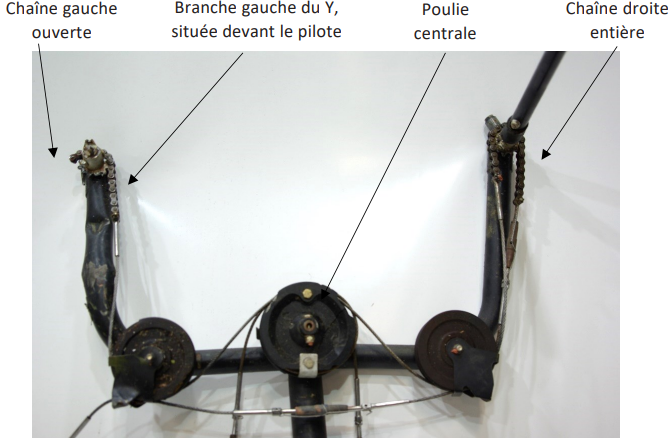 Chaîne gauche
ouverte
Branche gauche du Y,
située devant le pilote
Poulie
centrale
Chaîne droite
entière